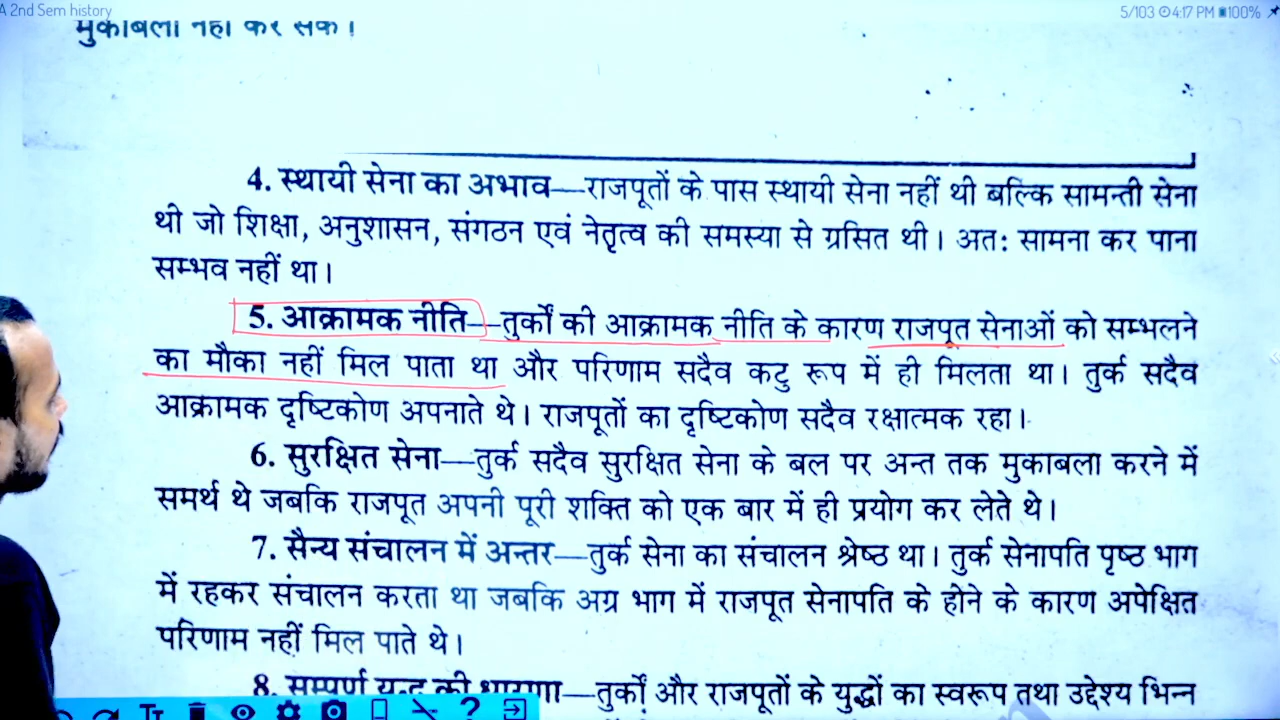 A 2nd Sem history
5/103 4:17 PM 100%
मुकाबला नहीं कर सके।
4. स्थायी सेना का अभाव—राजपूतों के पास स्थायी सेना नहीं थी बल्कि सामन्ती सेना
थी जो शिक्षा, अनुशासन, संगठन एवं नेतृत्व की समस्या से ग्रसित थी। अत: सामना कर पाना
सम्भव नहीं था।
5. आक्रामक नीति—तुर्कों की आक्रामक नीति के कारण राजपूत सेनाओं को सम्भलने
का मौका नहीं मिल पाता था और परिणाम सदैव कटु रूप में ही मिलता था। तुर्क सदैव
आक्रामक दृष्टिकोण अपनाते थे। राजपूतों का दृष्टिकोण सदैव रक्षात्मक रहा।
6. सुरक्षित सेना—तुर्क सदैव सुरक्षित सेना के बल पर अन्त तक मुकाबला करने में
समर्थ थे जबकि राजपूत अपनी पूरी शक्ति को एक बार में ही प्रयोग कर लेते थे।
7. सैन्य संचालन में अन्तर—तुर्क सेना का संचालन श्रेष्ठ था। तुर्क सेनापति पृष्ठ भाग
में रहकर संचालन करता था जबकि अग्र भाग में राजपूत सेनापति के होने के कारण अपेक्षित
परिणाम नहीं मिल पाते थे।
8. सम्पूर्ण युद्ध की धारणा—तुर्कों और राजपूतों के युद्धों का स्वरूप तथा उद्देश्य भिन्न